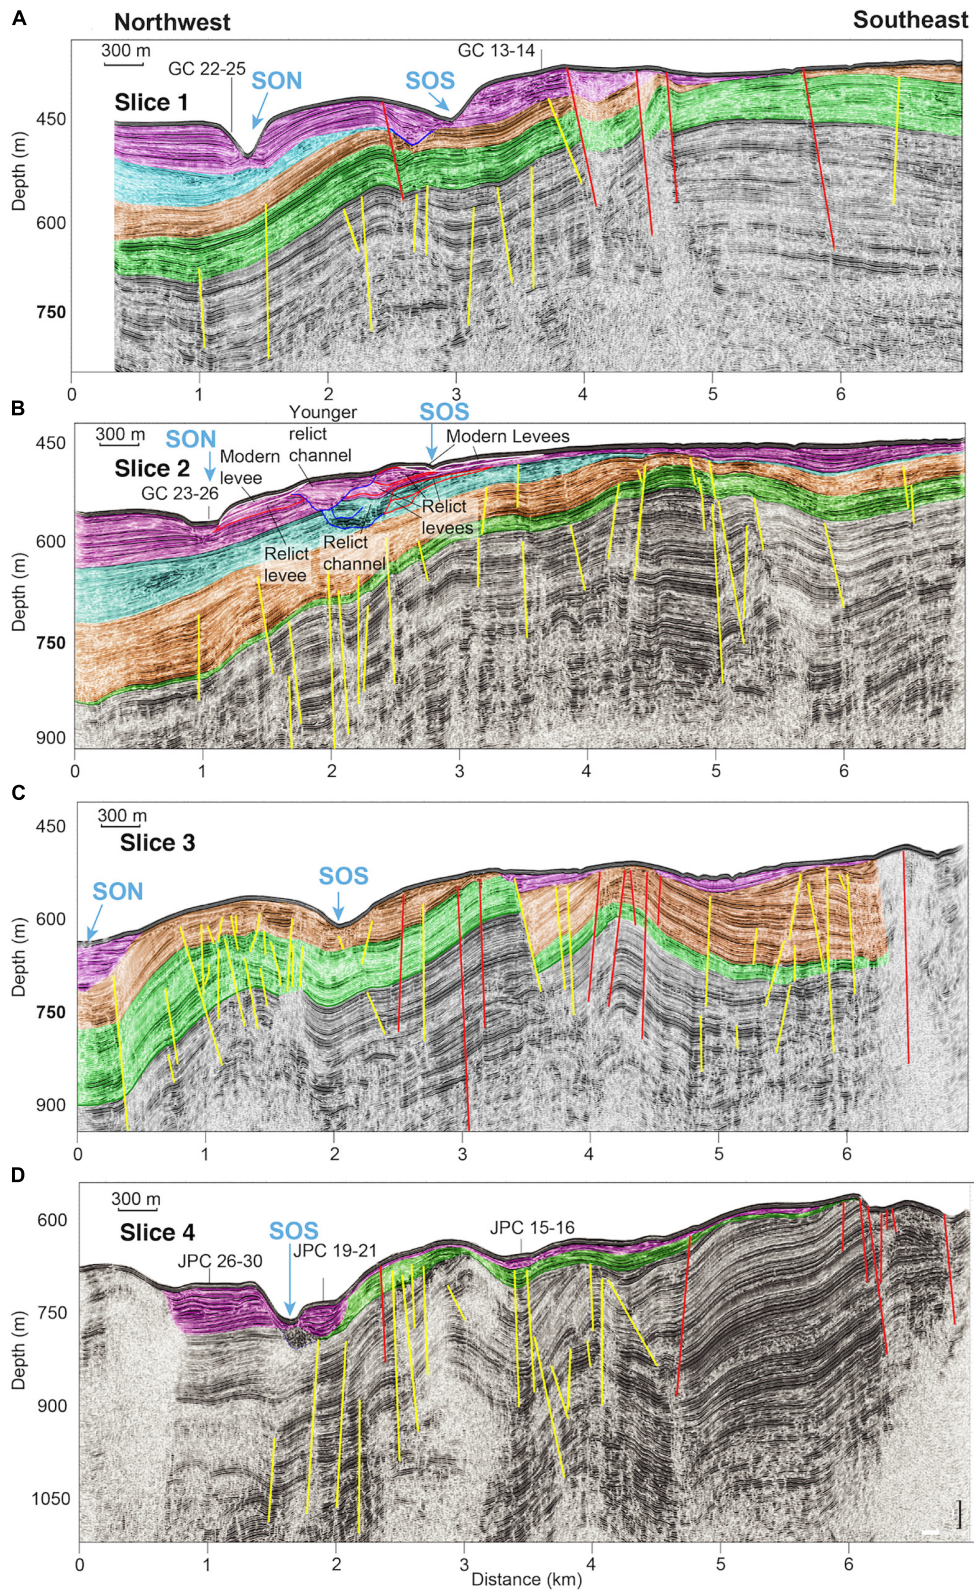 A
Northwest
Southeast
300 m
GC 22-25
SON
SOS
GC 13-14
Slice 1
450
600
750
Depth (m)
0 1 2 3 4 5 6
B
450
300 m
SON
Younger
relict
channel
SOS
Modern Levees
Slice 2
Modern
levee
GC 23-26
Relict
levees
Relict
levee
Relict
channel
600
750
900
Depth (m)
0 1 2 3 4 5 6
C
450
300 m
Slice 3
SON
SOS
600
750
900
Depth (m)
0 1 2 3 4 5 6
D
600
300 m
Slice 4
SOS
JPC 26-30
JPC 19-21
JPC 15-16
750
900
1050
Depth (m)
0 1 2 3 4 5 6
Distance (km)